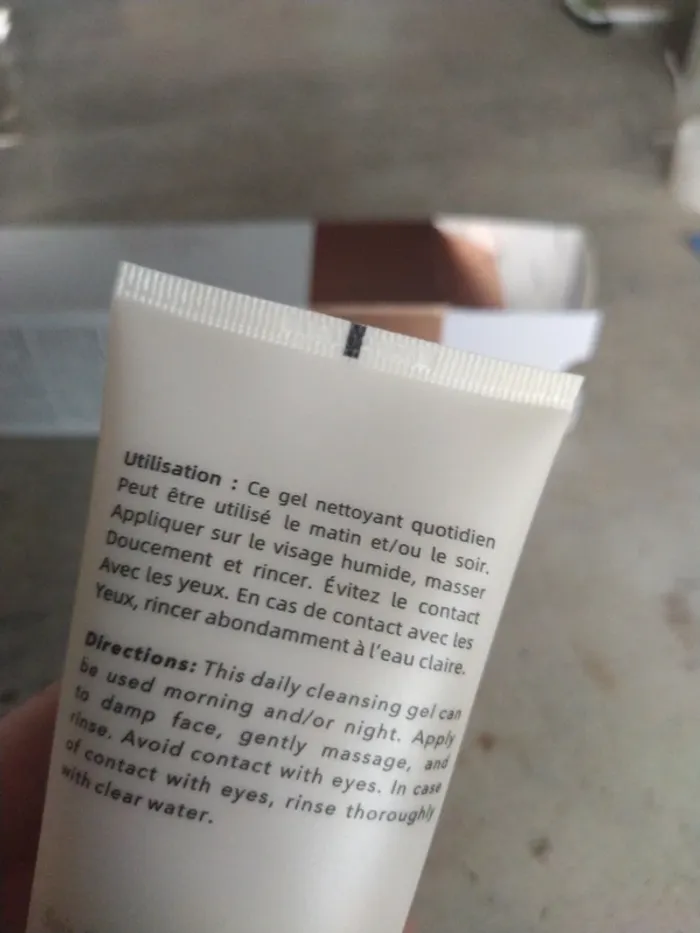 Utilisation : Ce gel nettoyant quotidien
Peut être utilisé le matin et/ou le soir.
Appliquer sur le visage humide, masser
Doucement et rincer. Évitez le contact
Avec les yeux. En cas de contact avec les
Yeux, rincer abondamment à l'eau claire.
Directions: This daily cleansing gel can
be used morning and/or night. Apply
to damp face, gently massage, and
rinse. Avoid contact with eyes. In case
of contact with eyes, rinse thoroughly
with clear water.